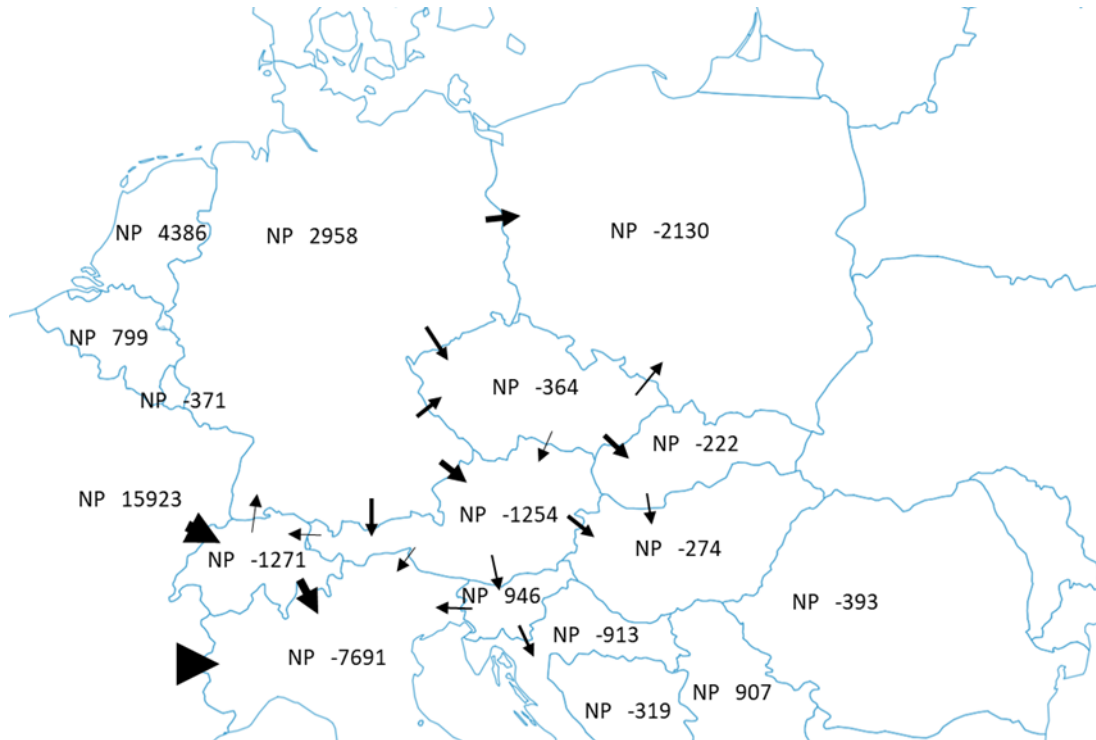 NP 4386
NP 2958
NP -2130
NP 799
NP -364
NP -371
NP -222
NP 15923
NP -1254
NP -1271
NP -274
NP 946
NP -393
NP -913
NP -7691
NP 907
NP -319